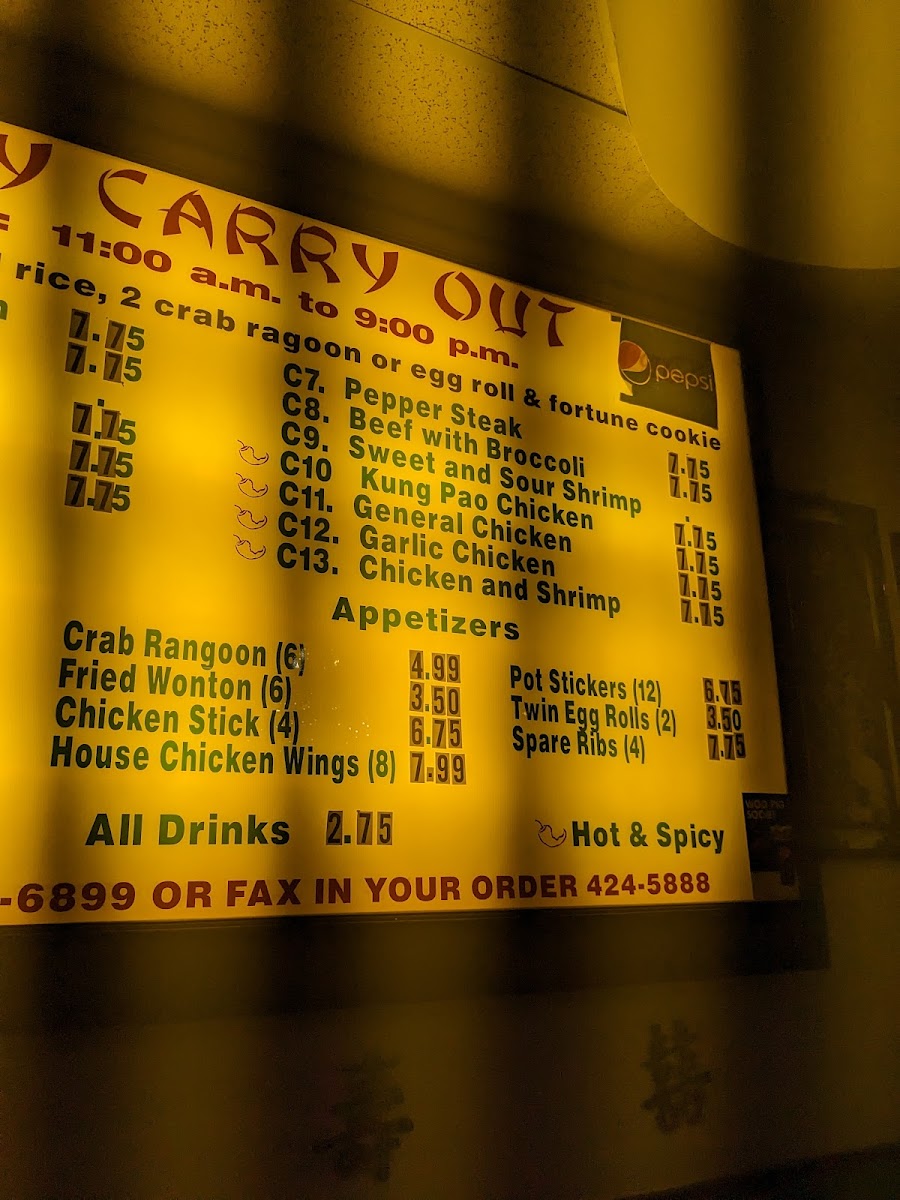 Y CARRY OUT
: 11:00 a.m. to 9:00 p.m.
rice, 2 crab ragoon or egg roll & fortune cookie
pepsi
7.75
7.75
7.75
7.75
7.75
C7. Pepper Steak 7.75
C8. Beef with Broccoli 7.75
C9. Sweet and Sour Shrimp
C10 Kung Pao Chicken 7.75
C11. General Chicken 7.75
C12. Garlic Chicken 7.75
C13. Chicken and Shrimp 7.75
Appetizers
Crab Rangoon (6) 4.99
Fried Wonton (6) 3.50
Chicken Stick (4) 6.75
House Chicken Wings (8) 7.99
Pot Stickers (12) 6.75
Twin Egg Rolls (2) 3.50
Spare Ribs (4) 7.75
All Drinks 2.75
Hot & Spicy
-6899 OR FAX IN YOUR ORDER 424-5888